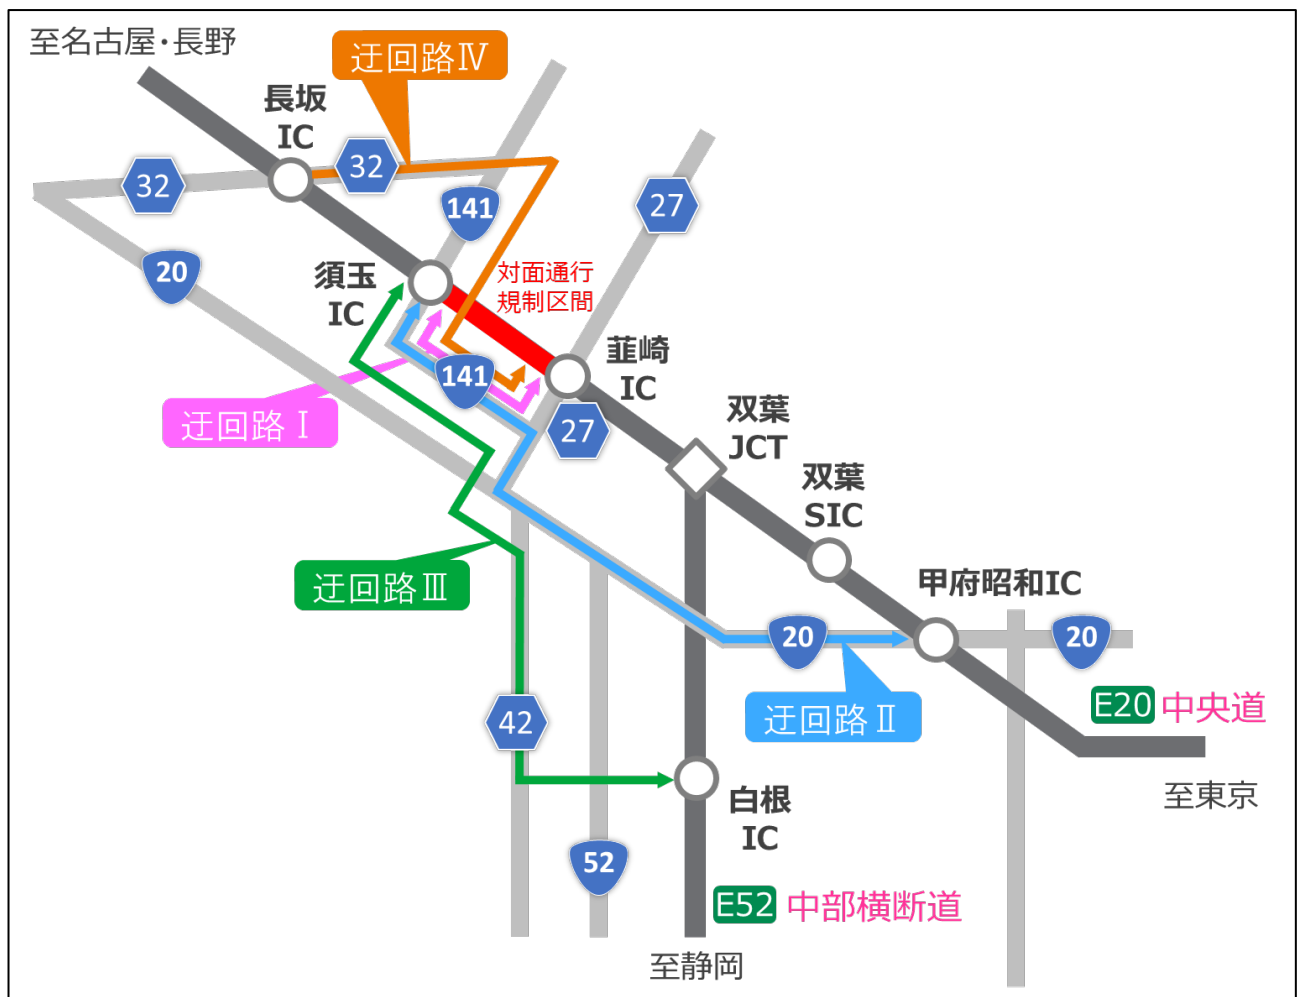 至名古屋・長野
迂回路Ⅳ
長坂
IC
32
32
141
27
20
須玉
IC
対面通行
規制区間
韮崎
IC
141
迂回路Ⅰ
27
双葉
JCT
双葉
SIC
迂回路Ⅲ
甲府昭和IC
20
20
迂回路Ⅱ
E20 中央道
42
至東京
白根
IC
52
E52 中部横断道
至静岡